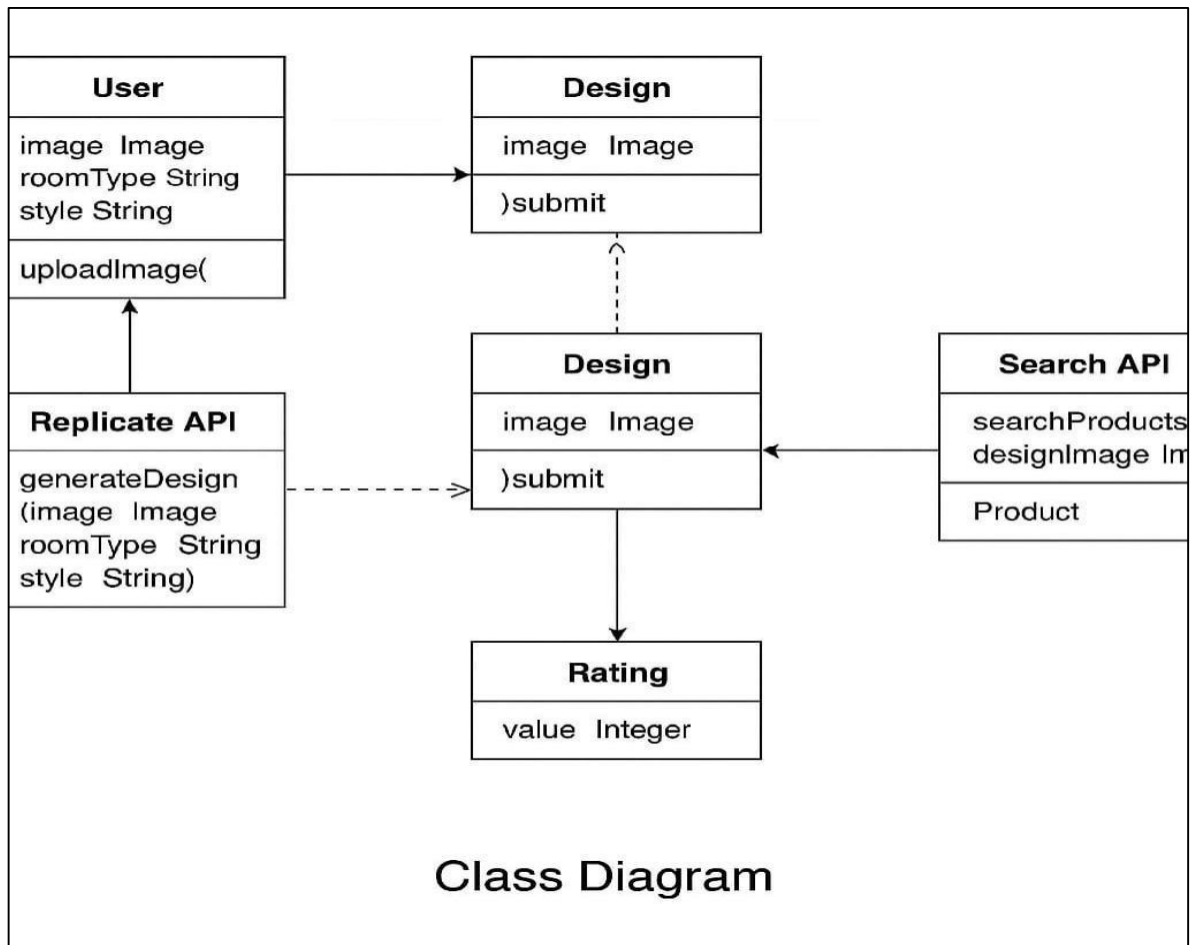 User
image Image
roomType String
style String
uploadImage(
Design
image Image
)submit
Replicate API
generateDesign
(image Image
roomType String
style String)
Design
image Image
)submit
Search API
searchProducts
designImage
Product
Rating
value Integer
Class Diagram